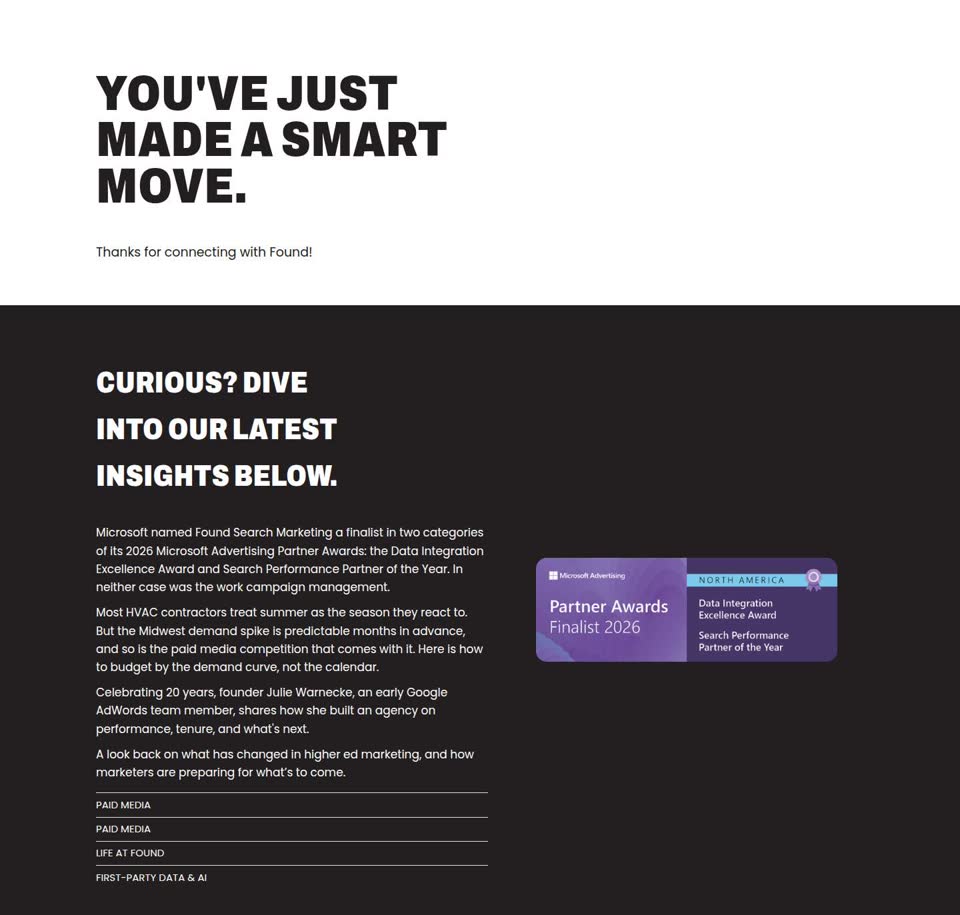 YOU'VE JUST
MADE A SMART
MOVE.
Thanks for connecting with Found!
CURIOUS? DIVE
INTO OUR LATEST
INSIGHTS BELOW.
Microsoft named Found Search Marketing a finalist in two categories
of its 2026 Microsoft Advertising Partner Awards: the Data Integration
Excellence Award and Search Performance Partner of the Year. In
neither case was the work campaign management.
Most HVAC contractors treat summer as the season they react to.
But the Midwest demand spike is predictable months in advance,
and so is the paid media competition that comes with it. Here is how
to budget by the demand curve, not the calendar.
Celebrating 20 years, founder Julie Warnecke, an early Google
AdWords team member, shares how she built an agency on
performance, tenure, and what's next.
A look back on what has changed in higher ed marketing, and how
marketers are preparing for what’s to come.
PAID MEDIA
PAID MEDIA
LIFE AT FOUND
FIRST-PARTY DATA & AI
Microsoft Advertising
Partner Awards
Finalist 2026
NORTH AMERICA
Data Integration
Excellence Award
Search Performance
Partner of the Year